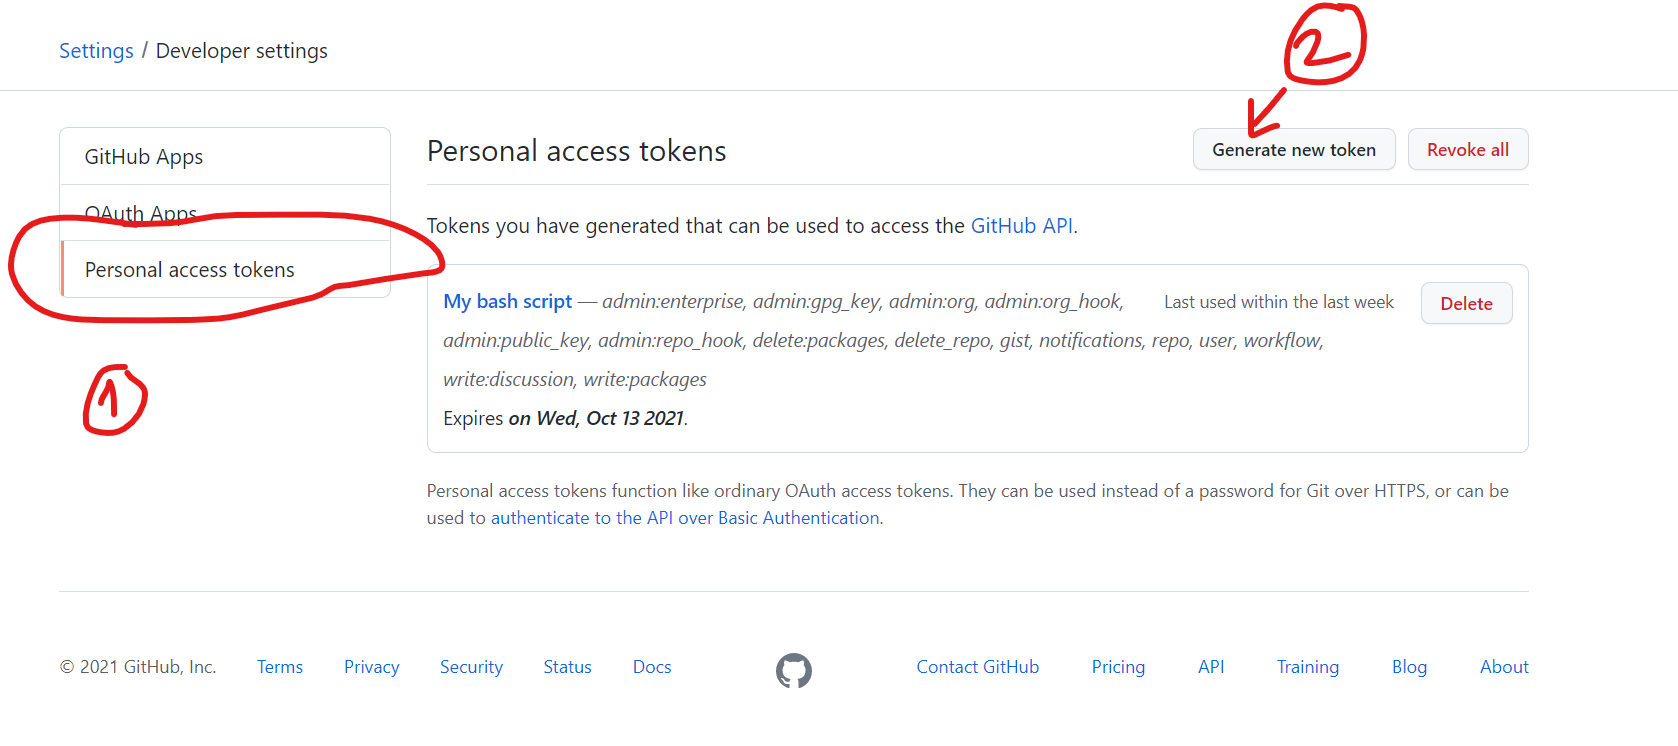 Settings / Developer settings
2
GitHub Apps
OAuth Apps
Personal access tokens
1
Personal access tokens
Generate new token
Revoke all
Tokens you have generated that can be used to access the GitHub API.
My bash script — admin:enterprise, admin:gpg_key, admin:org, admin:org_hook,
admin:public_key, admin:repo_hook, delete:packages, delete_repo, gist, notifications, repo, user, workflow,
write:discussion, write:packages
Last used within the last week
Delete
Expires on Wed, Oct 13 2021.
Personal access tokens function like ordinary OAuth access tokens. They can be used instead of a password for Git over HTTPS, or can be
used to authenticate to the API over Basic Authentication.
© 2021 GitHub, Inc. Terms Privacy Security Status Docs Contact GitHub Pricing API Training Blog About